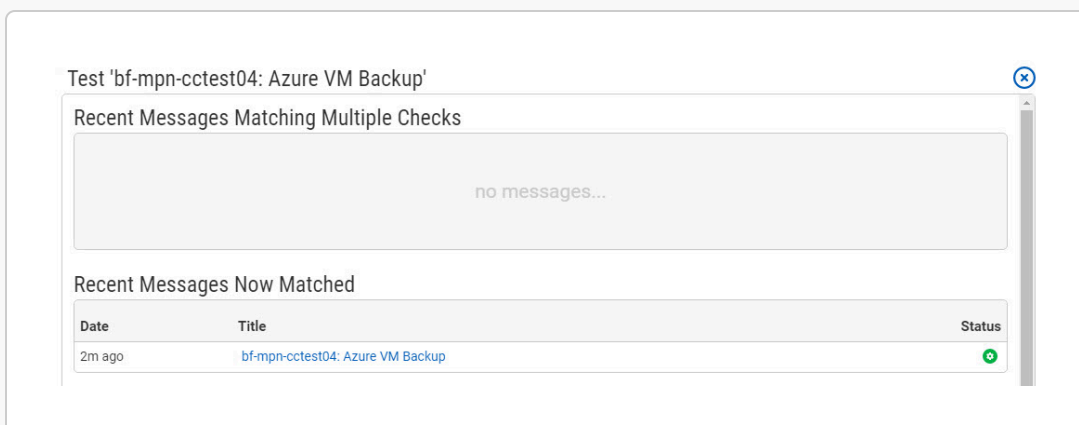 Test 'bf-mpn-cctest04: Azure VM Backup'
Recent Messages Matching Multiple Checks
no messages...
Recent Messages Now Matched
Date Title Status
2m ago bf-mpn-cctest04: Azure VM Backup